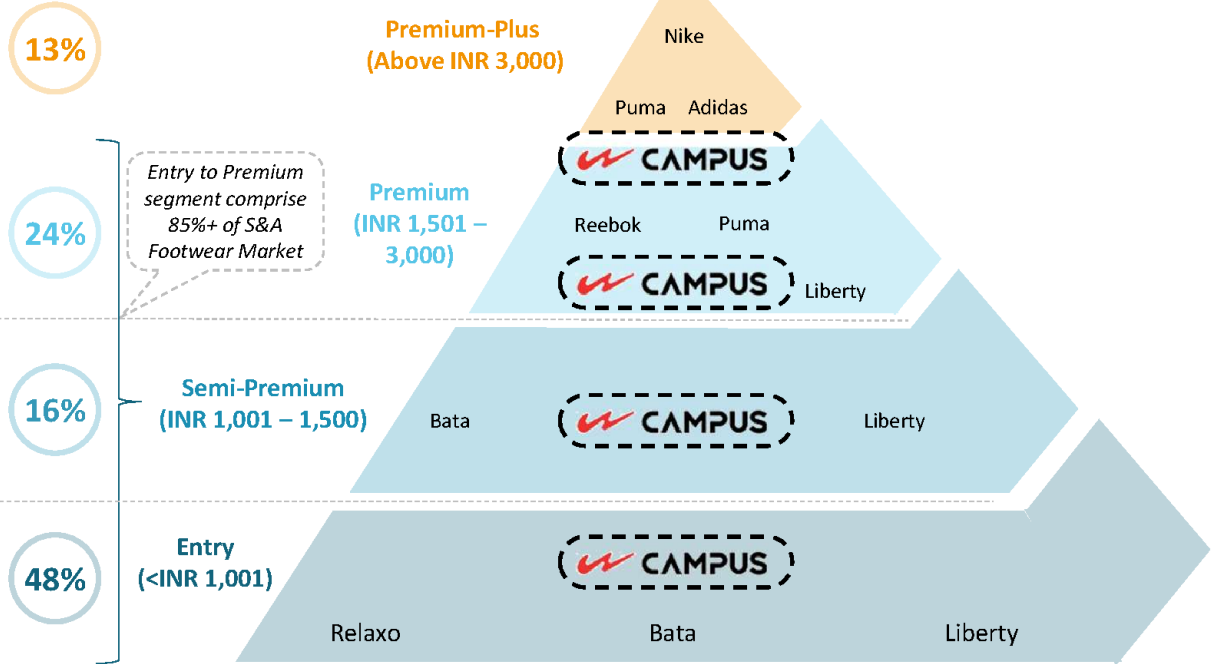 13%
Premium-Plus
(Above INR 3,000)
Nike
Puma Adidas
CAMPUS
Entry to Premium
segment comprise
85%+ of S&A
Footwear Market
24%
Premium
(INR 1,501 –
3,000)
Reebok Puma
CAMPUS
Liberty
16%
Semi-Premium
(INR 1,001 – 1,500)
Bata CAMPUS Liberty
48%
Entry
(<INR 1,001)
CAMPUS
Relaxo Bata Liberty